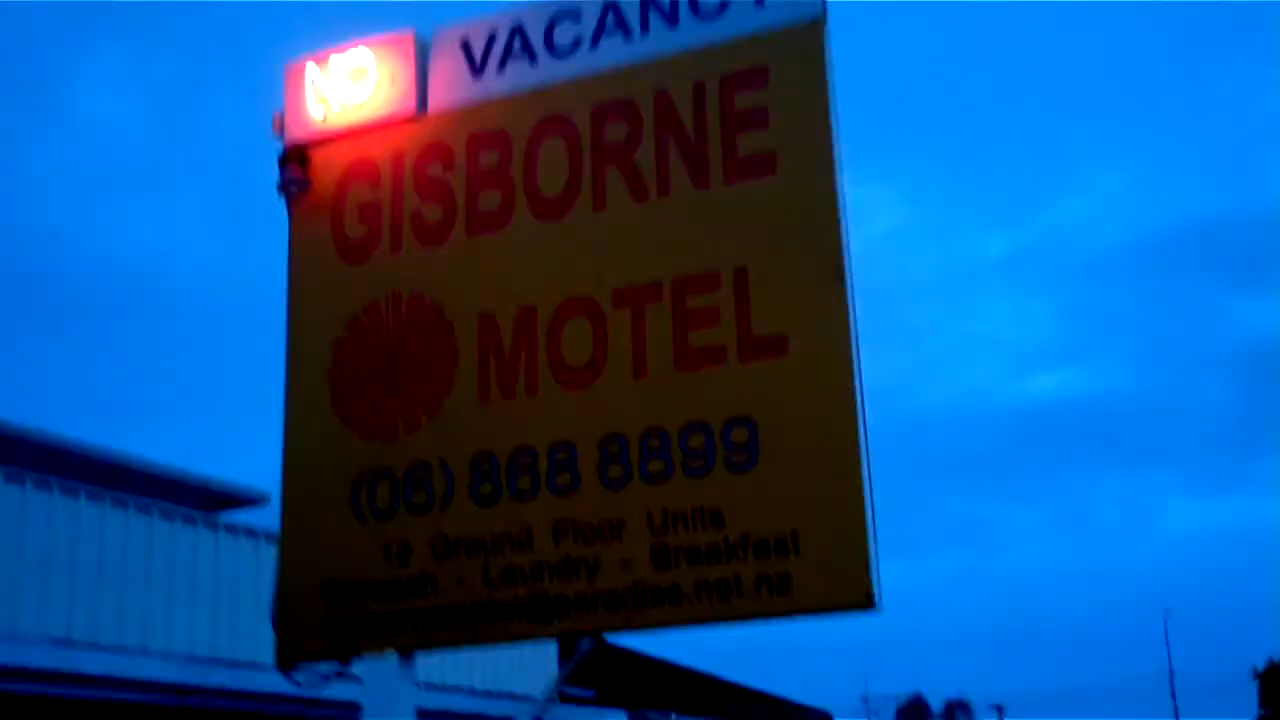 NO VACANCY
GISBORNE
MOTEL
(06) 868 8899
12 Ground Floor Units
- Laundry - Breakfast